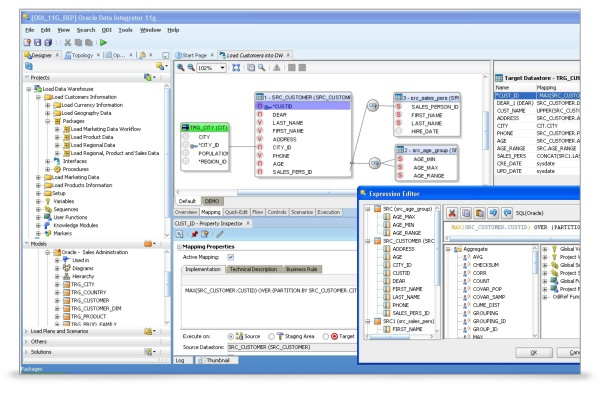 [ODI_11G_REP] Oracle Data Integrator 11g
File Edit View Search ODI Tools Window Help
Designer Topology Op...
Start Page Load Customers into DW
Projects
Load Data Warehouse
Load Customers Information
Load Currency Information
Load Geography Data
Packages
Load Marketing Data Workflow
Load Product Data
Load Regional Data
Load Regional, Product and Sales Data
Interfaces
Procedures
Load Marketing Data
Load Products Information
Setup
Variables
Sequences
User Functions
Knowledge Modules
Markers
Models
Oracle - Sales Administration
Used in
Diagrams
Hierarchy
TRG_CITY
TRG_COUNTRY
TRG_CUSTOMER
TRG_CUSTOMER_DIM
TRG_PRODUCT
TRG_PROD_FAMILY
Load Plans and Scenarios
Others
Solutions
Packages
102%
TRG_CITY (CIT)
CITY
*CITY_ID
POPULATION
*REGION_ID
1 - SRC_CUSTOMER (SRC_CUSTOM
*CUSTID
DEAR
LAST_NAME
FIRST_NAME
ADDRESS
CITY_ID
PHONE
AGE
SALES_PERS_ID
3 - src_sales_pers (SR
SALES_PERSON_ID
FIRST_NAME
LAST_NAME
HIRE_DATE
2 - src_age_group (SF
AGE_MIN
AGE_MAX
AGE_RANGE
Target Datastore - TRG_CUS
Name Mapping
*CUST_ID MAX(SRC_CUSTO
DEAR_1 (DEAR) SRC_CUSTOMER.D
CUST_NAME UPPER(SRC_CUSTO
ADDRESS SRC_CUSTOMER.A
CITY CIT.CITY
PHONE SRC_CUSTOMER.P
AGE SRC_CUSTOMER.A
AGE_RANGE SRC.AGE_RANGE
SALES_PERS CONCAT(SRC1.LAS
CRE_DATE sysdate
UPD_DATE sysdate
Default DEMO
Overview Mapping Quick-Edit Flow Controls Scenarios Execution
CUST_ID - Property Inspector
Mapping Properties
Active Mapping:
Implementation Technical Description Business Rule
MAX(SRC_CUSTOMER.CUSTID) OVER (PARTITION BY SRC_CUSTOMER.CIT
Execute on: Source Staging Area Target
Source Datastore: SRC_CUSTOMER (SRC_CUSTOMER)
Log Thumbnail
Expression Editor
SRC (src_age_group)
AGE_MAX
AGE_MIN
AGE_RANGE
SRC_CUSTOMER (SRC
ADDRESS
AGE
CITY_ID
CUSTID
DEAR
FIRST_NAME
LAST_NAME
PHONE
SALES_PERS_ID
SRC1 (src_sales_pers)
FIRST_NAME
SQL(Oracle)
MAX(SRC_CUSTOMER.CUSTID) OVER (PARTITION
Aggregate
AVG
CHECKSUM
CORR
COUNT
COVAR_POP
COVAR_SAMP
CUME_DIST
GROUPING
GROUPING_ID
GROUP_ID
MAX
Global V
Project V
Global S
Project S
Global F
Project F
OdiRef Func
OK Canc